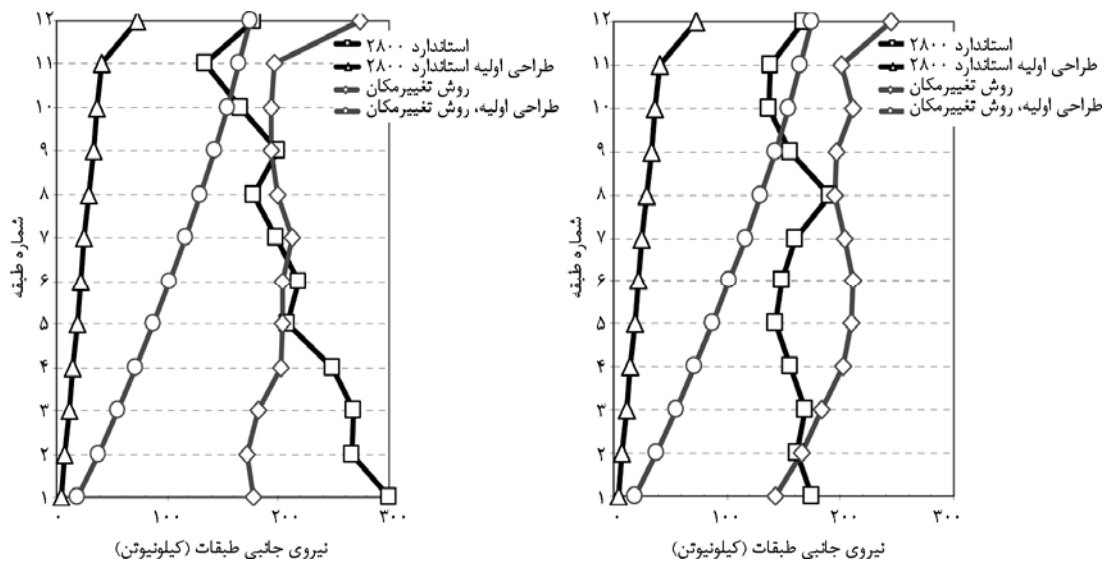 ۱۲
۱۱
۱۰
۹
۸
۷
۶
۵
۴
۳
۲
۱
شماره طبقه
استاندارد ۲۸۰۰
طراحی اولیه استاندارد ۲۸۰۰
روش تغییرمکان
طراحی اولیه، روش تغییرمکان
۰ ۱۰۰ ۲۰۰ ۳۰۰
نیروی جانبی طبقات (کیلونیوتن)
۱۲
۱۱
۱۰
۹
۸
۷
۶
۵
۴
۳
۲
۱
شماره طبقه
استاندارد ۲۸۰۰
طراحی اولیه استاندارد ۲۸۰۰
روش تغییرمکان
طراحی اولیه، روش تغییرمکان
۰ ۱۰۰ ۲۰۰ ۳۰۰
نیروی جانبی طبقات (کیلونیوتن)